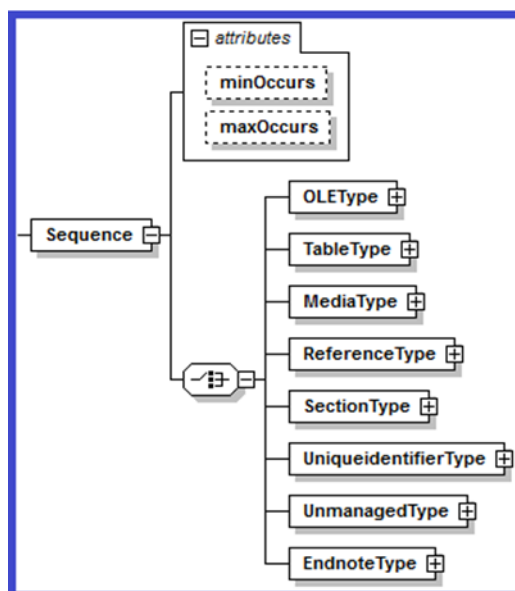 attributes
minOccurs
maxOccurs
OLEType
TableType
MediaType
Sequence
ReferenceType
SectionType
UniqueidentifierType
UnmanagedType
EndnoteType